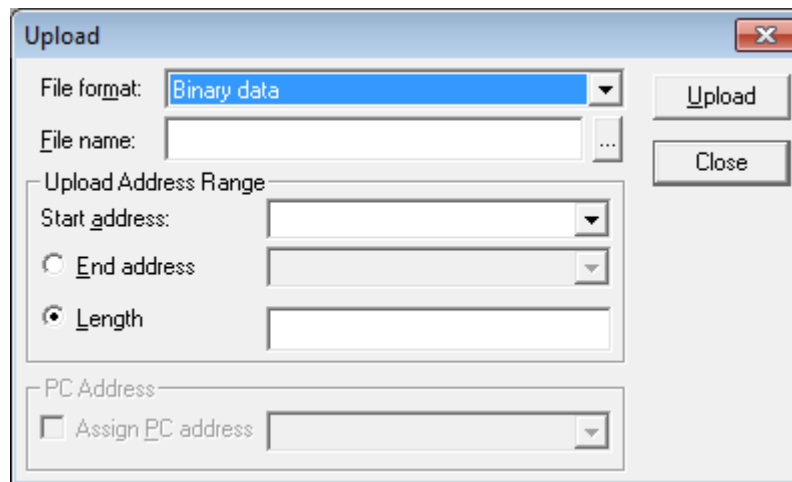 Upload
File format: Binary data
Upload
File name: ...
Close
Upload Address Range
Start address:
End address
Length
PC Address
Assign PC address